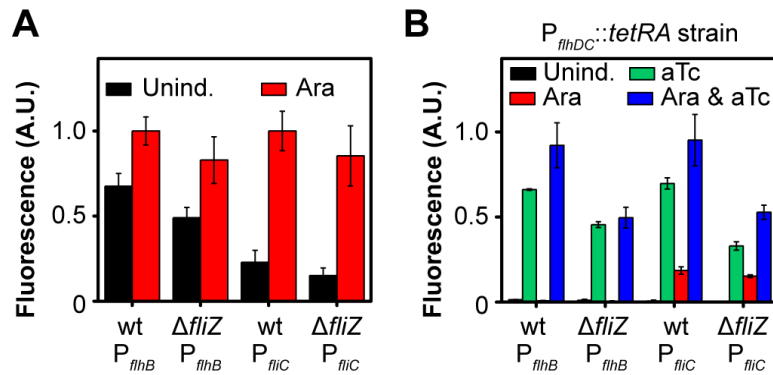 A
Fluorescence (A.U.)
Unind. Ara
1.0
0.5
0
wt ΔfliZ wt ΔfliZ
PflhB PflhB PfliC PfliC
B
PflhDC::tetRA strain
Fluorescence (A.U.)
Unind. aTc
Ara Ara & aTc
1.0
0.5
0
wt ΔfliZ wt ΔfliZ
PflhB PflhB PfliC PfliC